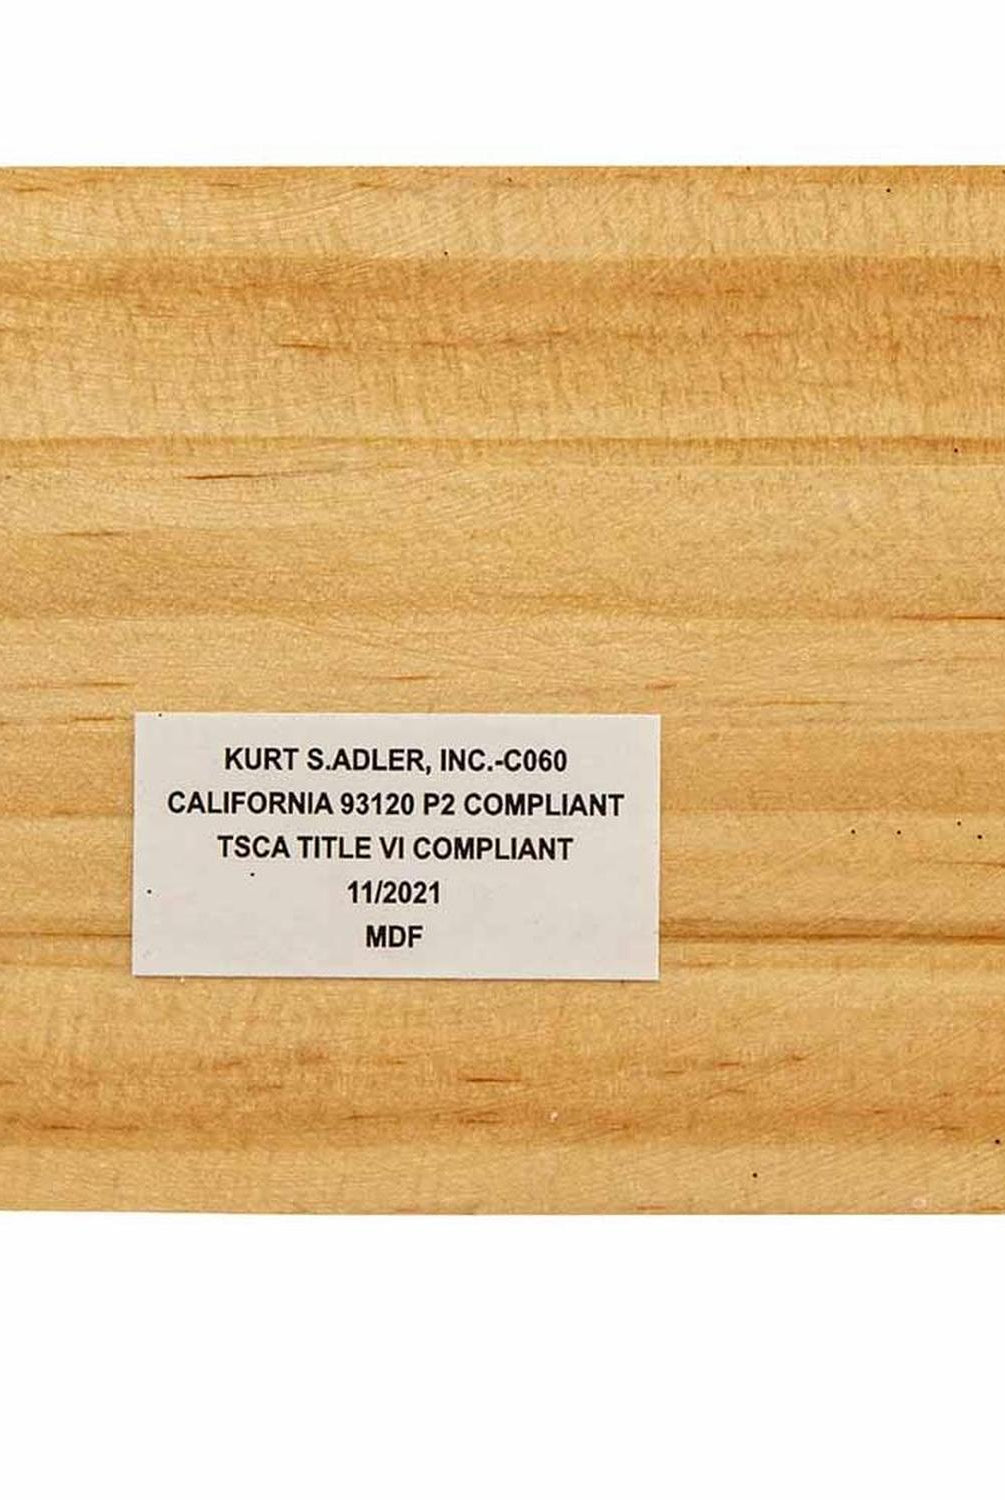 KURT S.ADLER, INC.-C060
CALIFORNIA 93120 P2 COMPLIANT
TSCA TITLE VI COMPLIANT
11/2021
MDF